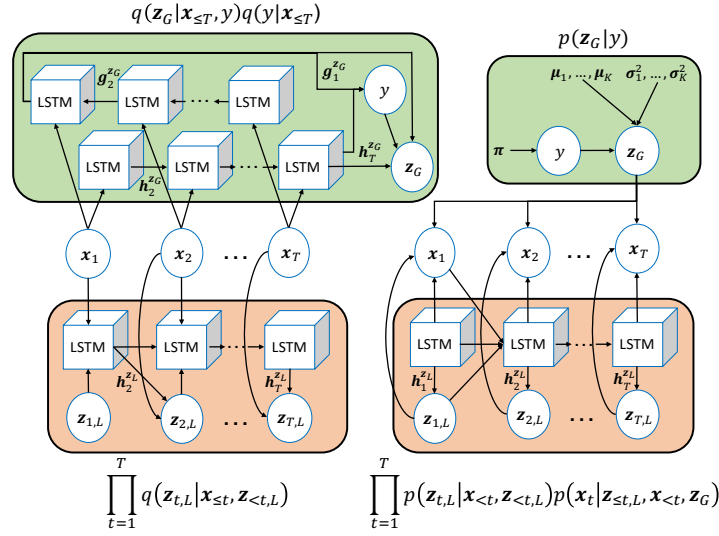 q(z_G|x_{≤T}, y)q(y|x_{≤T})
g_2^{z_G}
g_1^{z_G}
LSTM
LSTM
···
LSTM
y
LSTM
h_2^{z_G}
LSTM
···
LSTM
h_T^{z_G}
z_G
x_1
x_2
...
x_T
LSTM
LSTM
···
LSTM
h_2^{z_L}
h_T^{z_L}
z_{1,L}
z_{2,L}
...
z_{T,L}
∏_{t=1}^{T} q(z_{t,L}|x_{≤t}, z_{<t,L})
p(z_G|y)
μ_1, …, μ_K
σ_1^2, …, σ_K^2
π
y
z_G
x_1
x_2
...
x_T
LSTM
LSTM
···
LSTM
h_1^{z_L}
h_2^{z_L}
h_T^{z_L}
z_{1,L}
z_{2,L}
...
z_{T,L}
∏_{t=1}^{T} p(z_{t,L}|x_{<t}, z_{<t,L})p(x_t|z_{≤t,L}, x_{<t}, z_G)